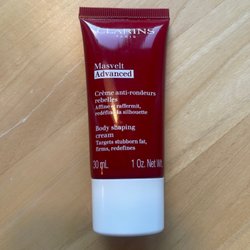 CLARINS
PARIS
Masvelt
Advanced
Crème anti-rondeurs
rebelles
Affine et raffermit,
redéfinit la silhouette
Body shaping
cream
Targets stubborn fat,
firms, redefines
30 mL 1 Oz. Net Wt.